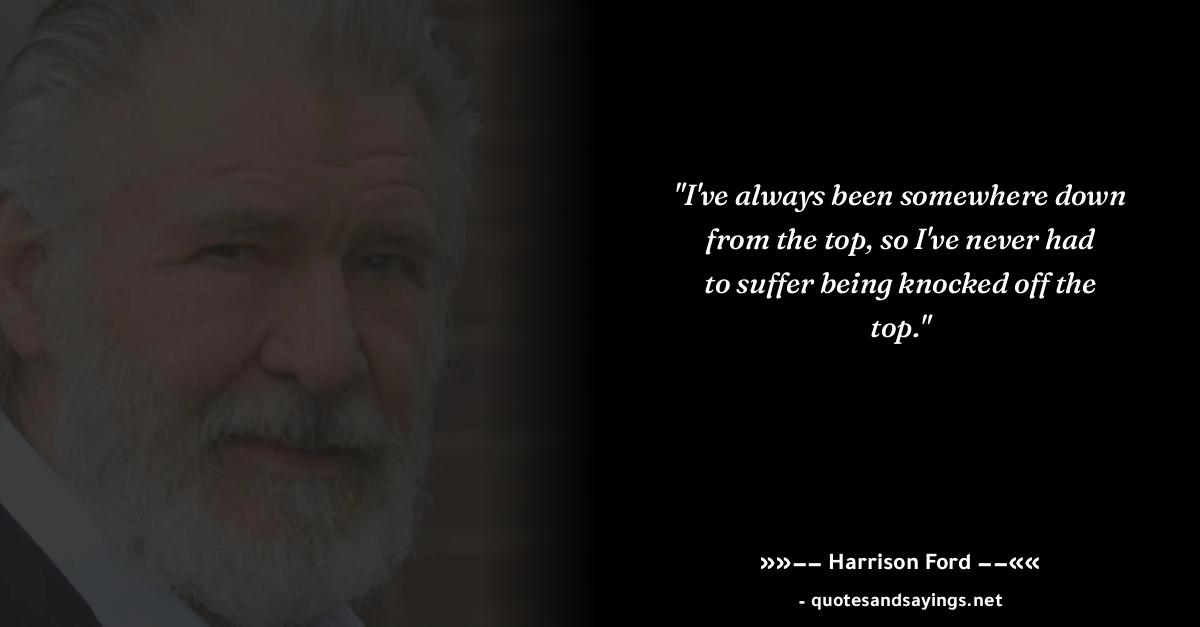 "I've always been somewhere down
from the top, so I've never had
to suffer being knocked off the
top."
»»−− Harrison Ford −−««
- quotesandsayings.net